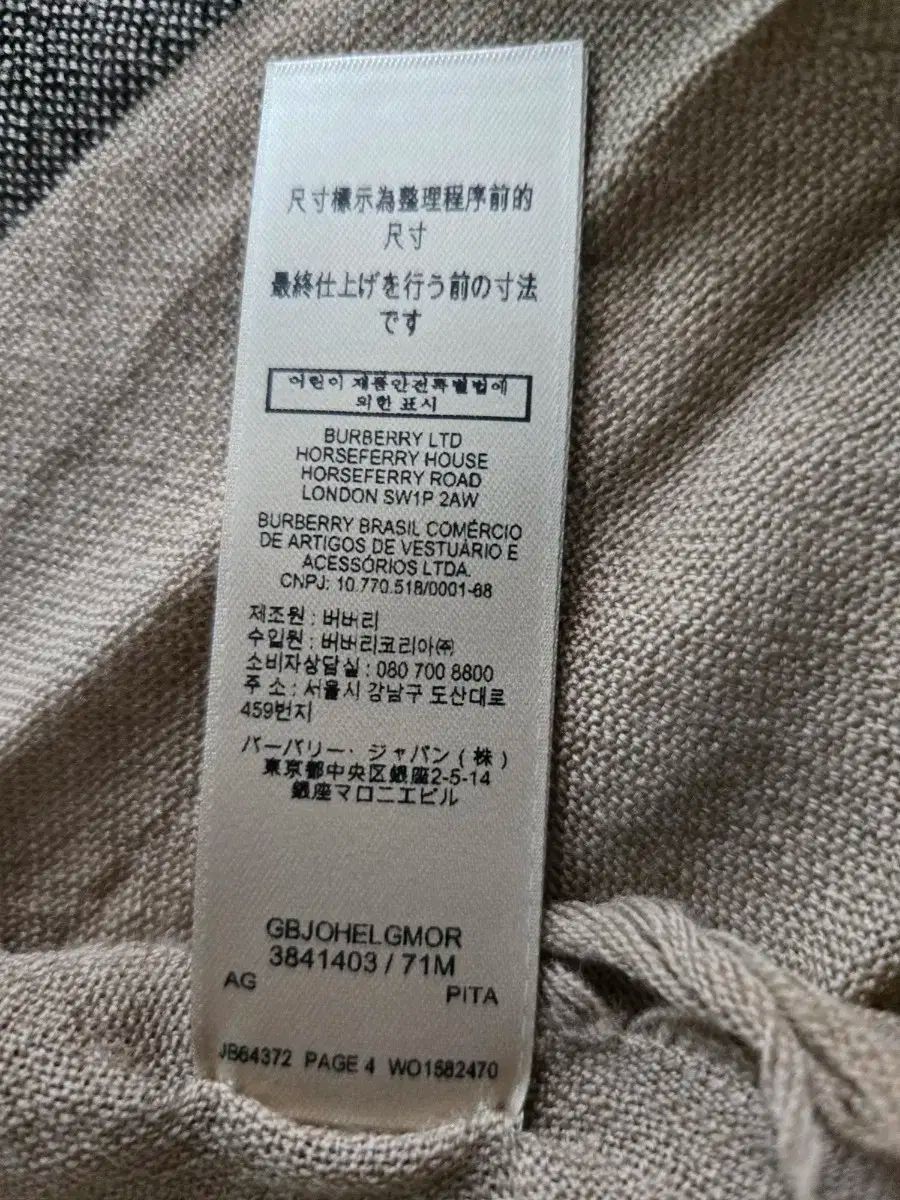 尺寸標示為整理程序前的
尺寸
最終仕上げを行う前の寸法
です
어린이 제품안전특별법에
의한 표시
BURBERRY LTD
HORSEFERRY HOUSE
HORSEFERRY ROAD
LONDON SW1P 2AW
BURBERRY BRASIL COMÉRCIO
DE ARTIGOS DE VESTUÁRIO E
ACESSÓRIOS LTDA.
CNPJ: 10.770.518/0001-68
제조원 : 버버리
수입원 : 버버리코리아㈜
소비자상담실 : 080 700 8800
주 소 : 서울시 강남구 도산대로
459번지
バーバリー・ジャパン ( 株 )
東京都中央区銀座2-5-14
銀座マロニエビル
GBJOHELGMOR
3841403 / 71M
AG PITA
JB64372 PAGE 4 WO1582470